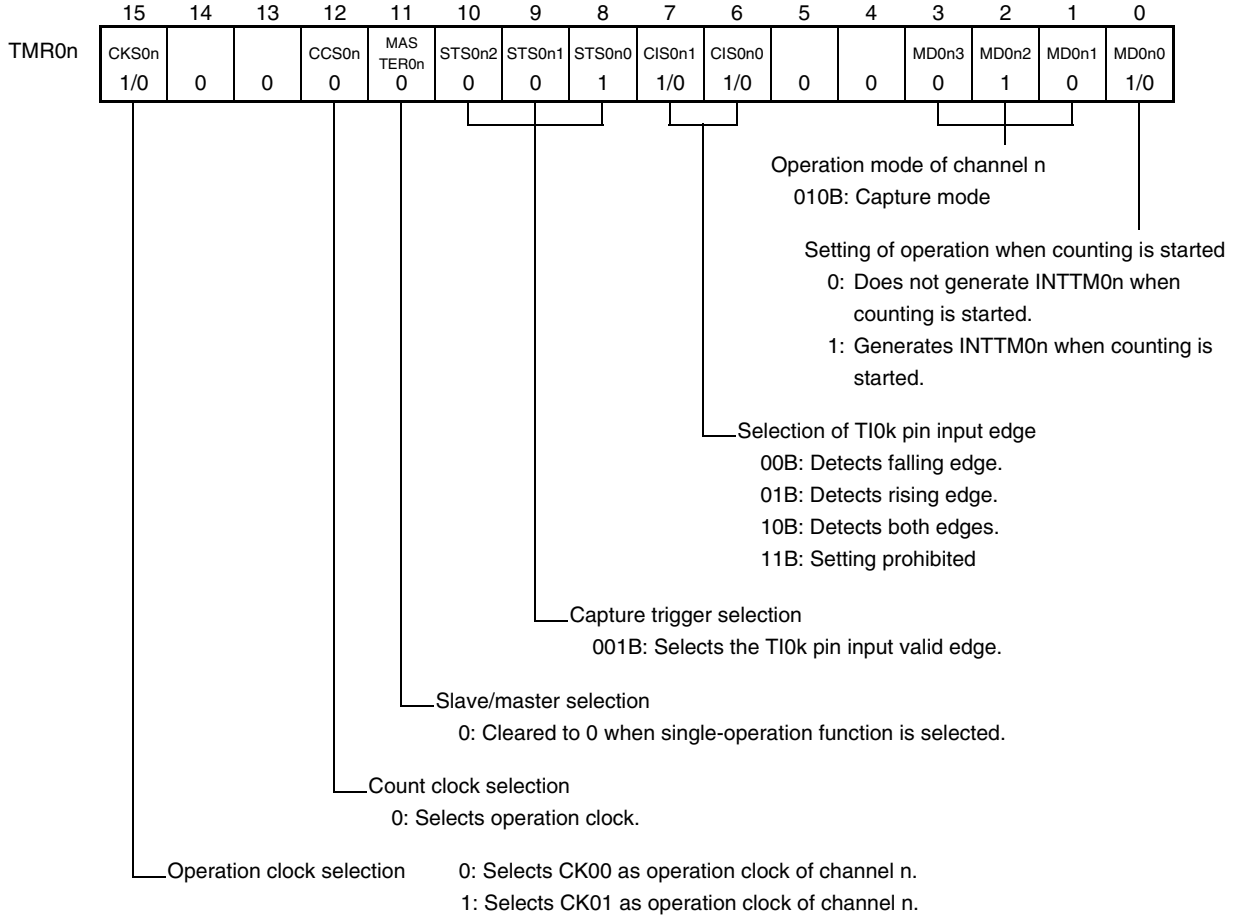 15 14 13 12 11 10 9 8 7 6 5 4 3 2 1 0
TMR0n
CKS0n CCS0n MAS TER0n STS0n2 STS0n1 STS0n0 CIS0n1 CIS0n0 MD0n3 MD0n2 MD0n1 MD0n0
1/0 0 0 0 0 0 0 1 1/0 1/0 0 0 0 1 0 1/0
Operation mode of channel n
010B: Capture mode
Setting of operation when counting is started
0: Does not generate INTTM0n when
counting is started.
1: Generates INTTM0n when counting is
started.
Selection of TI0k pin input edge
00B: Detects falling edge.
01B: Detects rising edge.
10B: Detects both edges.
11B: Setting prohibited
Capture trigger selection
001B: Selects the TI0k pin input valid edge.
Slave/master selection
0: Cleared to 0 when single-operation function is selected.
Count clock selection
0: Selects operation clock.
Operation clock selection 0: Selects CK00 as operation clock of channel n.
1: Selects CK01 as operation clock of channel n.